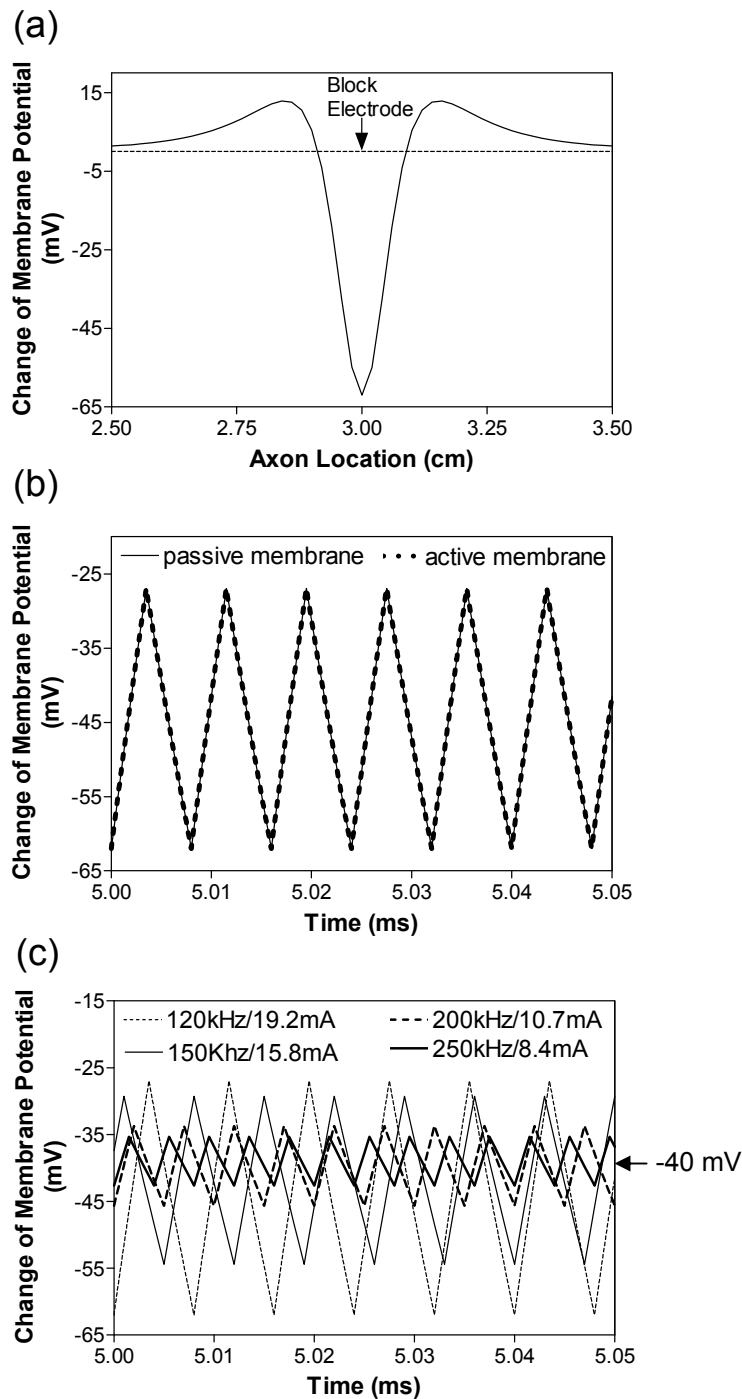 (a)
Change of Membrane Potential
(mV)
15
-5
-25
-45
-65
Block
Electrode
2.50
2.75
3.00
3.25
3.50
Axon Location (cm)
(b)
Change of Membrane Potential
(mV)
-25
-35
-45
-55
-65
passive membrane
active membrane
5.00
5.01
5.02
5.03
5.04
5.05
Time (ms)
(c)
Change of Membrane Potential
(mV)
-15
-25
-35
-45
-55
-65
120kHz/19.2mA
200kHz/10.7mA
150Khz/15.8mA
250kHz/8.4mA
-40 mV
5.00
5.01
5.02
5.03
5.04
5.05
Time (ms)